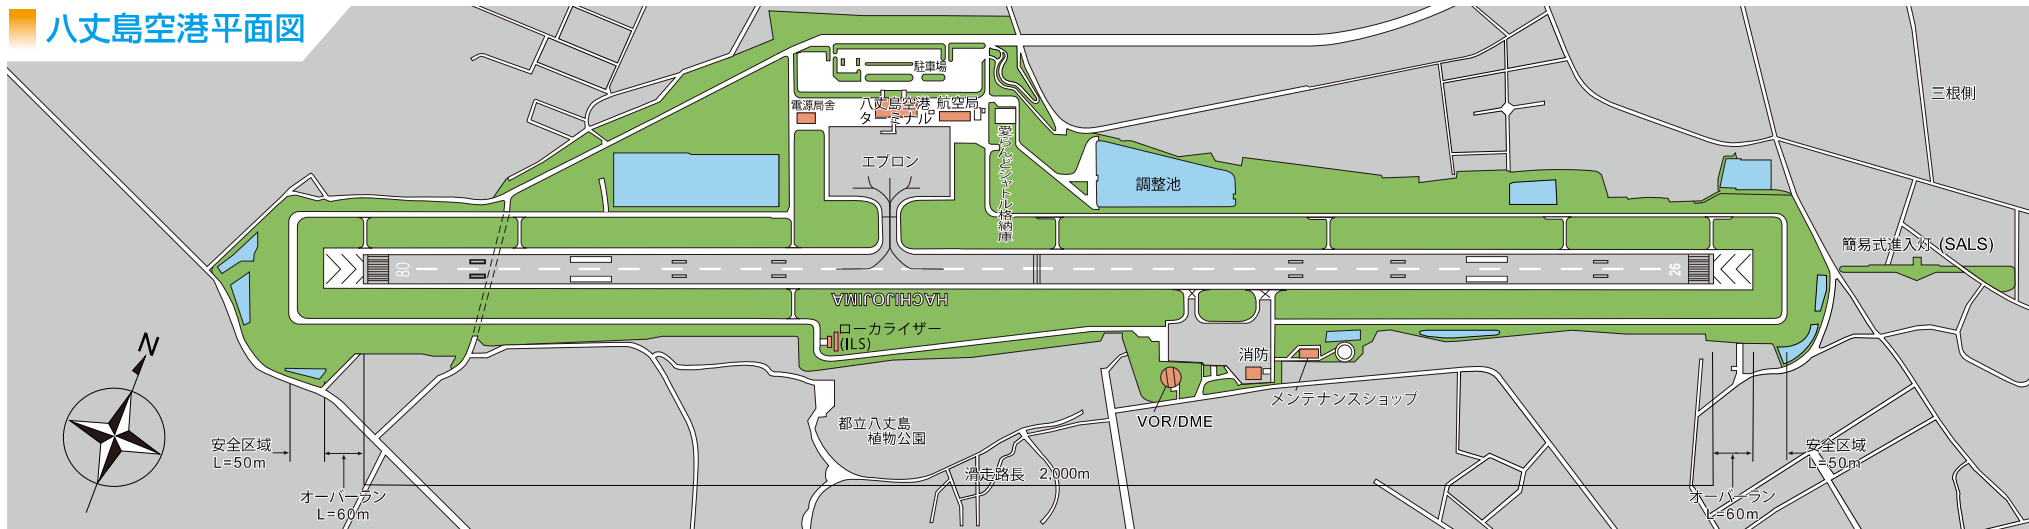 八丈島空港平面図
駐車場
電源局舎
八丈島空港
ターミナル
航空局
エプロン
愛らんどシャトル格納庫
調整池
三根側
簡易式進入灯 (SALS)
08
26
HACHIJOJIMA
ローカライザー
(ILS)
消防
メンテナンスショップ
VOR/DME
N
都立八丈島
植物公園
滑走路長 2,000m
安全区域
L=50m
オーバーラン
L=60m
安全区域
L=50m
オーバーラン
L=60m